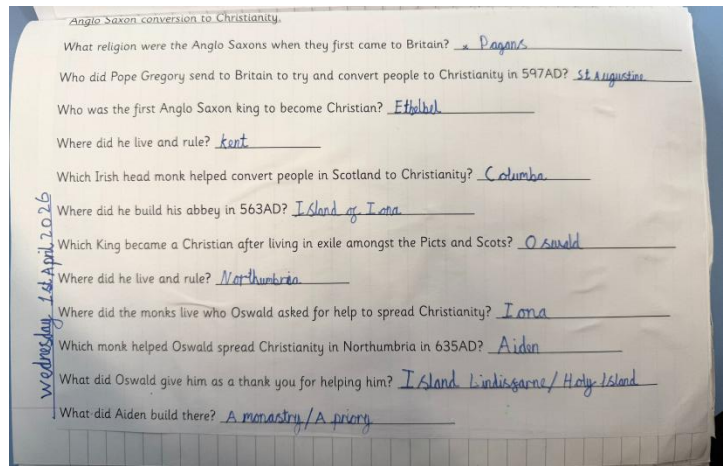 Anglo Saxon conversion to Christianity.
What religion were the Anglo Saxons when they first came to Britain? x Pagans
Who did Pope Gregory send to Britain to try and convert people to Christianity in 597AD? St Augustine
Who was the first Anglo Saxon king to become Christian? Ethelbel
Where did he live and rule? kent
Which Irish head monk helped convert people in Scotland to Christianity? Columba
Where did he build his abbey in 563AD? Island of Iona
Which King became a Christian after living in exile amongst the Picts and Scots? Oswald
Where did he live and rule? Northumbria
Where did the monks live who Oswald asked for help to spread Christianity? Iona
Which monk helped Oswald spread Christianity in Northumbria in 635AD? Aiden
What did Oswald give him as a thank you for helping him? Island Lindisfarne/ Holy Island
What did Aiden build there? A monastry/A priory
Wednesday 1st April 2026